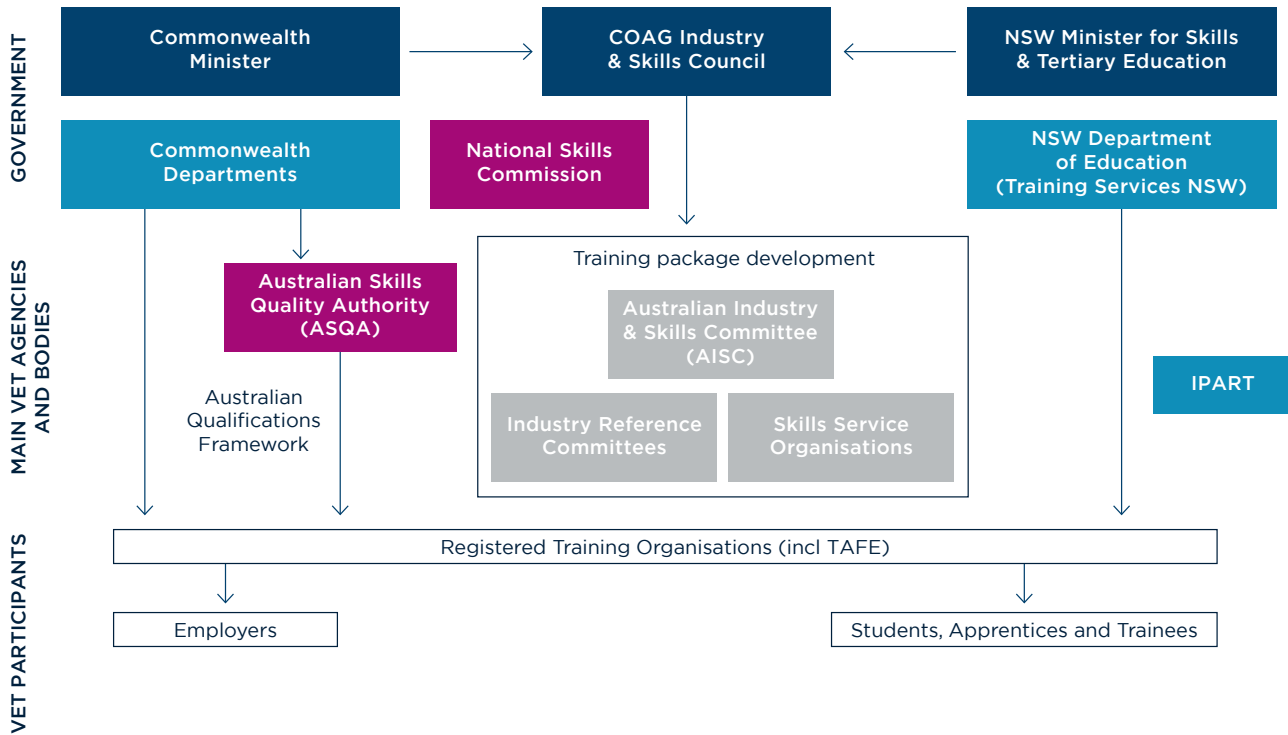 GOVERNMENT
Commonwealth
Minister
COAG Industry
& Skills Council
NSW Minister for Skills
& Tertiary Education
Commonwealth
Departments
National Skills
Commission
NSW Department
of Education
(Training Services NSW)
MAIN VET AGENCIES
AND BODIES
Training package development
Australian Skills
Quality Authority
(ASQA)
Australian Industry
& Skills Committee
(AISC)
IPART
Australian
Qualifications
Framework
Industry Reference
Committees
Skills Service
Organisations
VET PARTICIPANTS
Registered Training Organisations (incl TAFE)
Employers
Students, Apprentices and Trainees